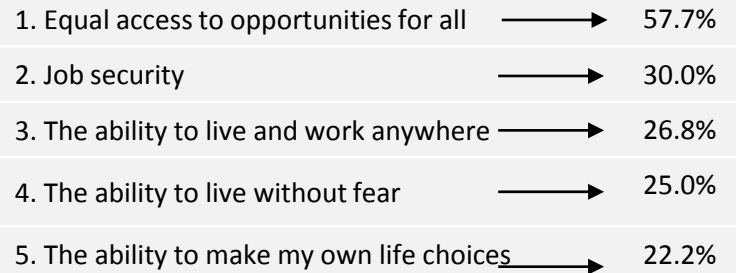 1. Equal access to opportunities for all 57.7%
2. Job security 30.0%
3. The ability to live and work anywhere 26.8%
4. The ability to live without fear 25.0%
5. The ability to make my own life choices 22.2%